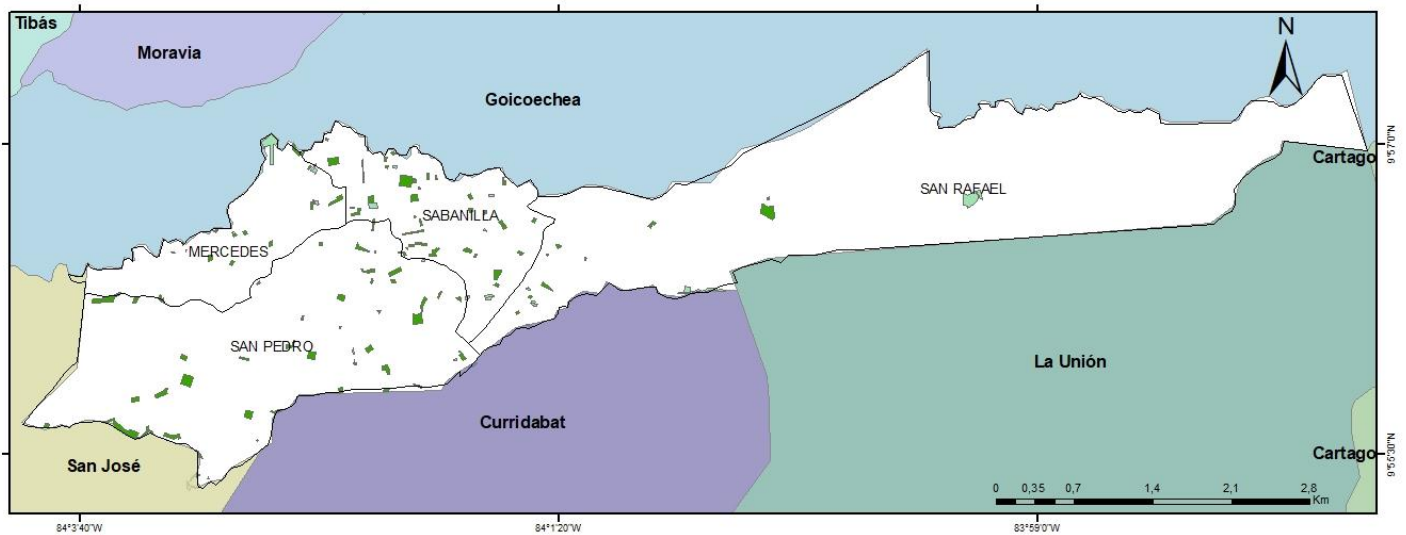 Tibás
Moravia
N
Goicoechea
9°57'0"N
Cartago
SAN RAFAEL
SABANILLA
MERCEDES
SAN PEDRO
La Unión
Curridabat
San José
Cartago
9°55'30"N
0 0,35 0,7 1,4 2,1 2,8
Km
84°3'40"W 84°1'20"W 83°59'0"W